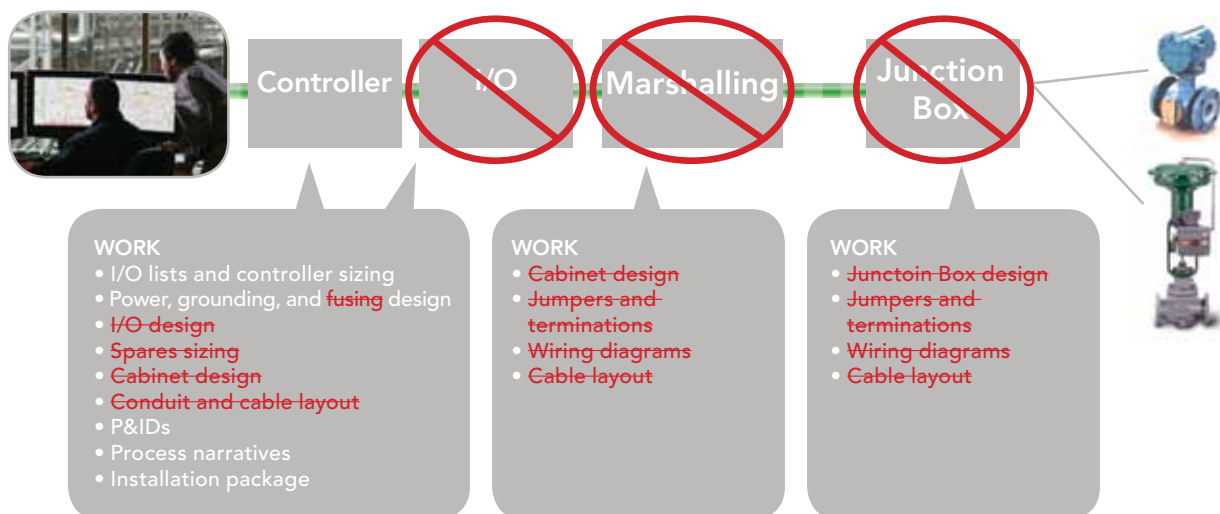 Controller
I/O
Marshalling
Junction
Box
WORK
• I/O lists and controller sizing
• Power, grounding, and fusing design
• I/O design
• Spares sizing
• Cabinet design
• Conduit and cable layout
• P&IDs
• Process narratives
• Installation package
WORK
• Cabinet design
• Jumpers and
terminations
• Wiring diagrams
• Cable layout
WORK
• Junctoin Box design
• Jumpers and
terminations
• Wiring diagrams
• Cable layout